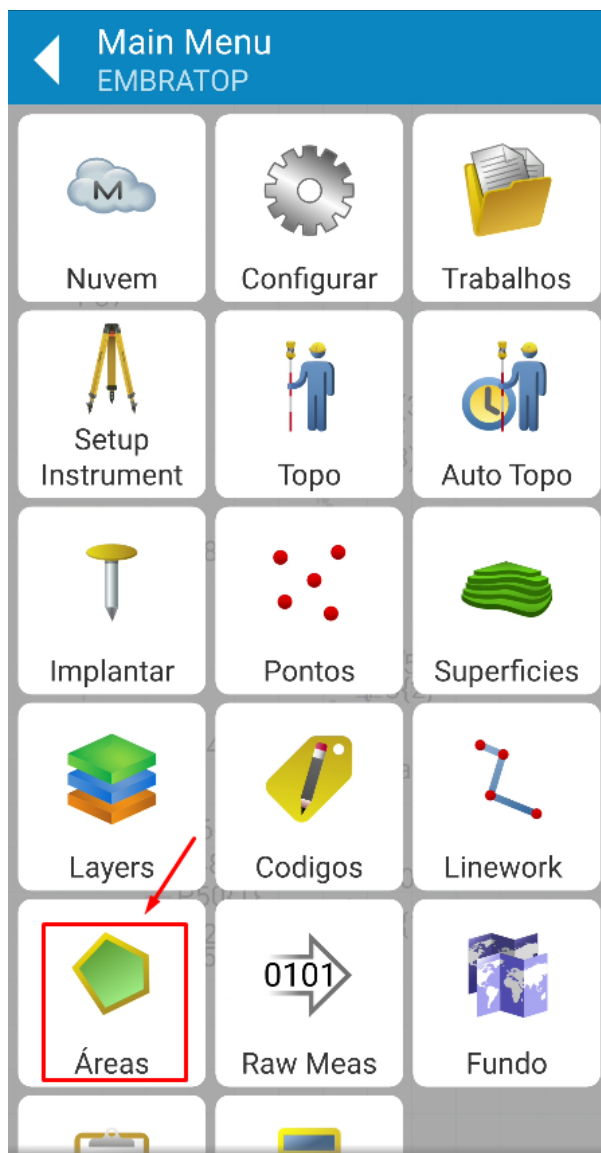 Main Menu
EMBRATOP
M
Nuvem
Configurar
Trabalhos
Setup
Instrument
Topo
Auto Topo
Implantar
Pontos
Superficies
Layers
Codigos
Linework
0101
Áreas
Raw Meas
Fundo